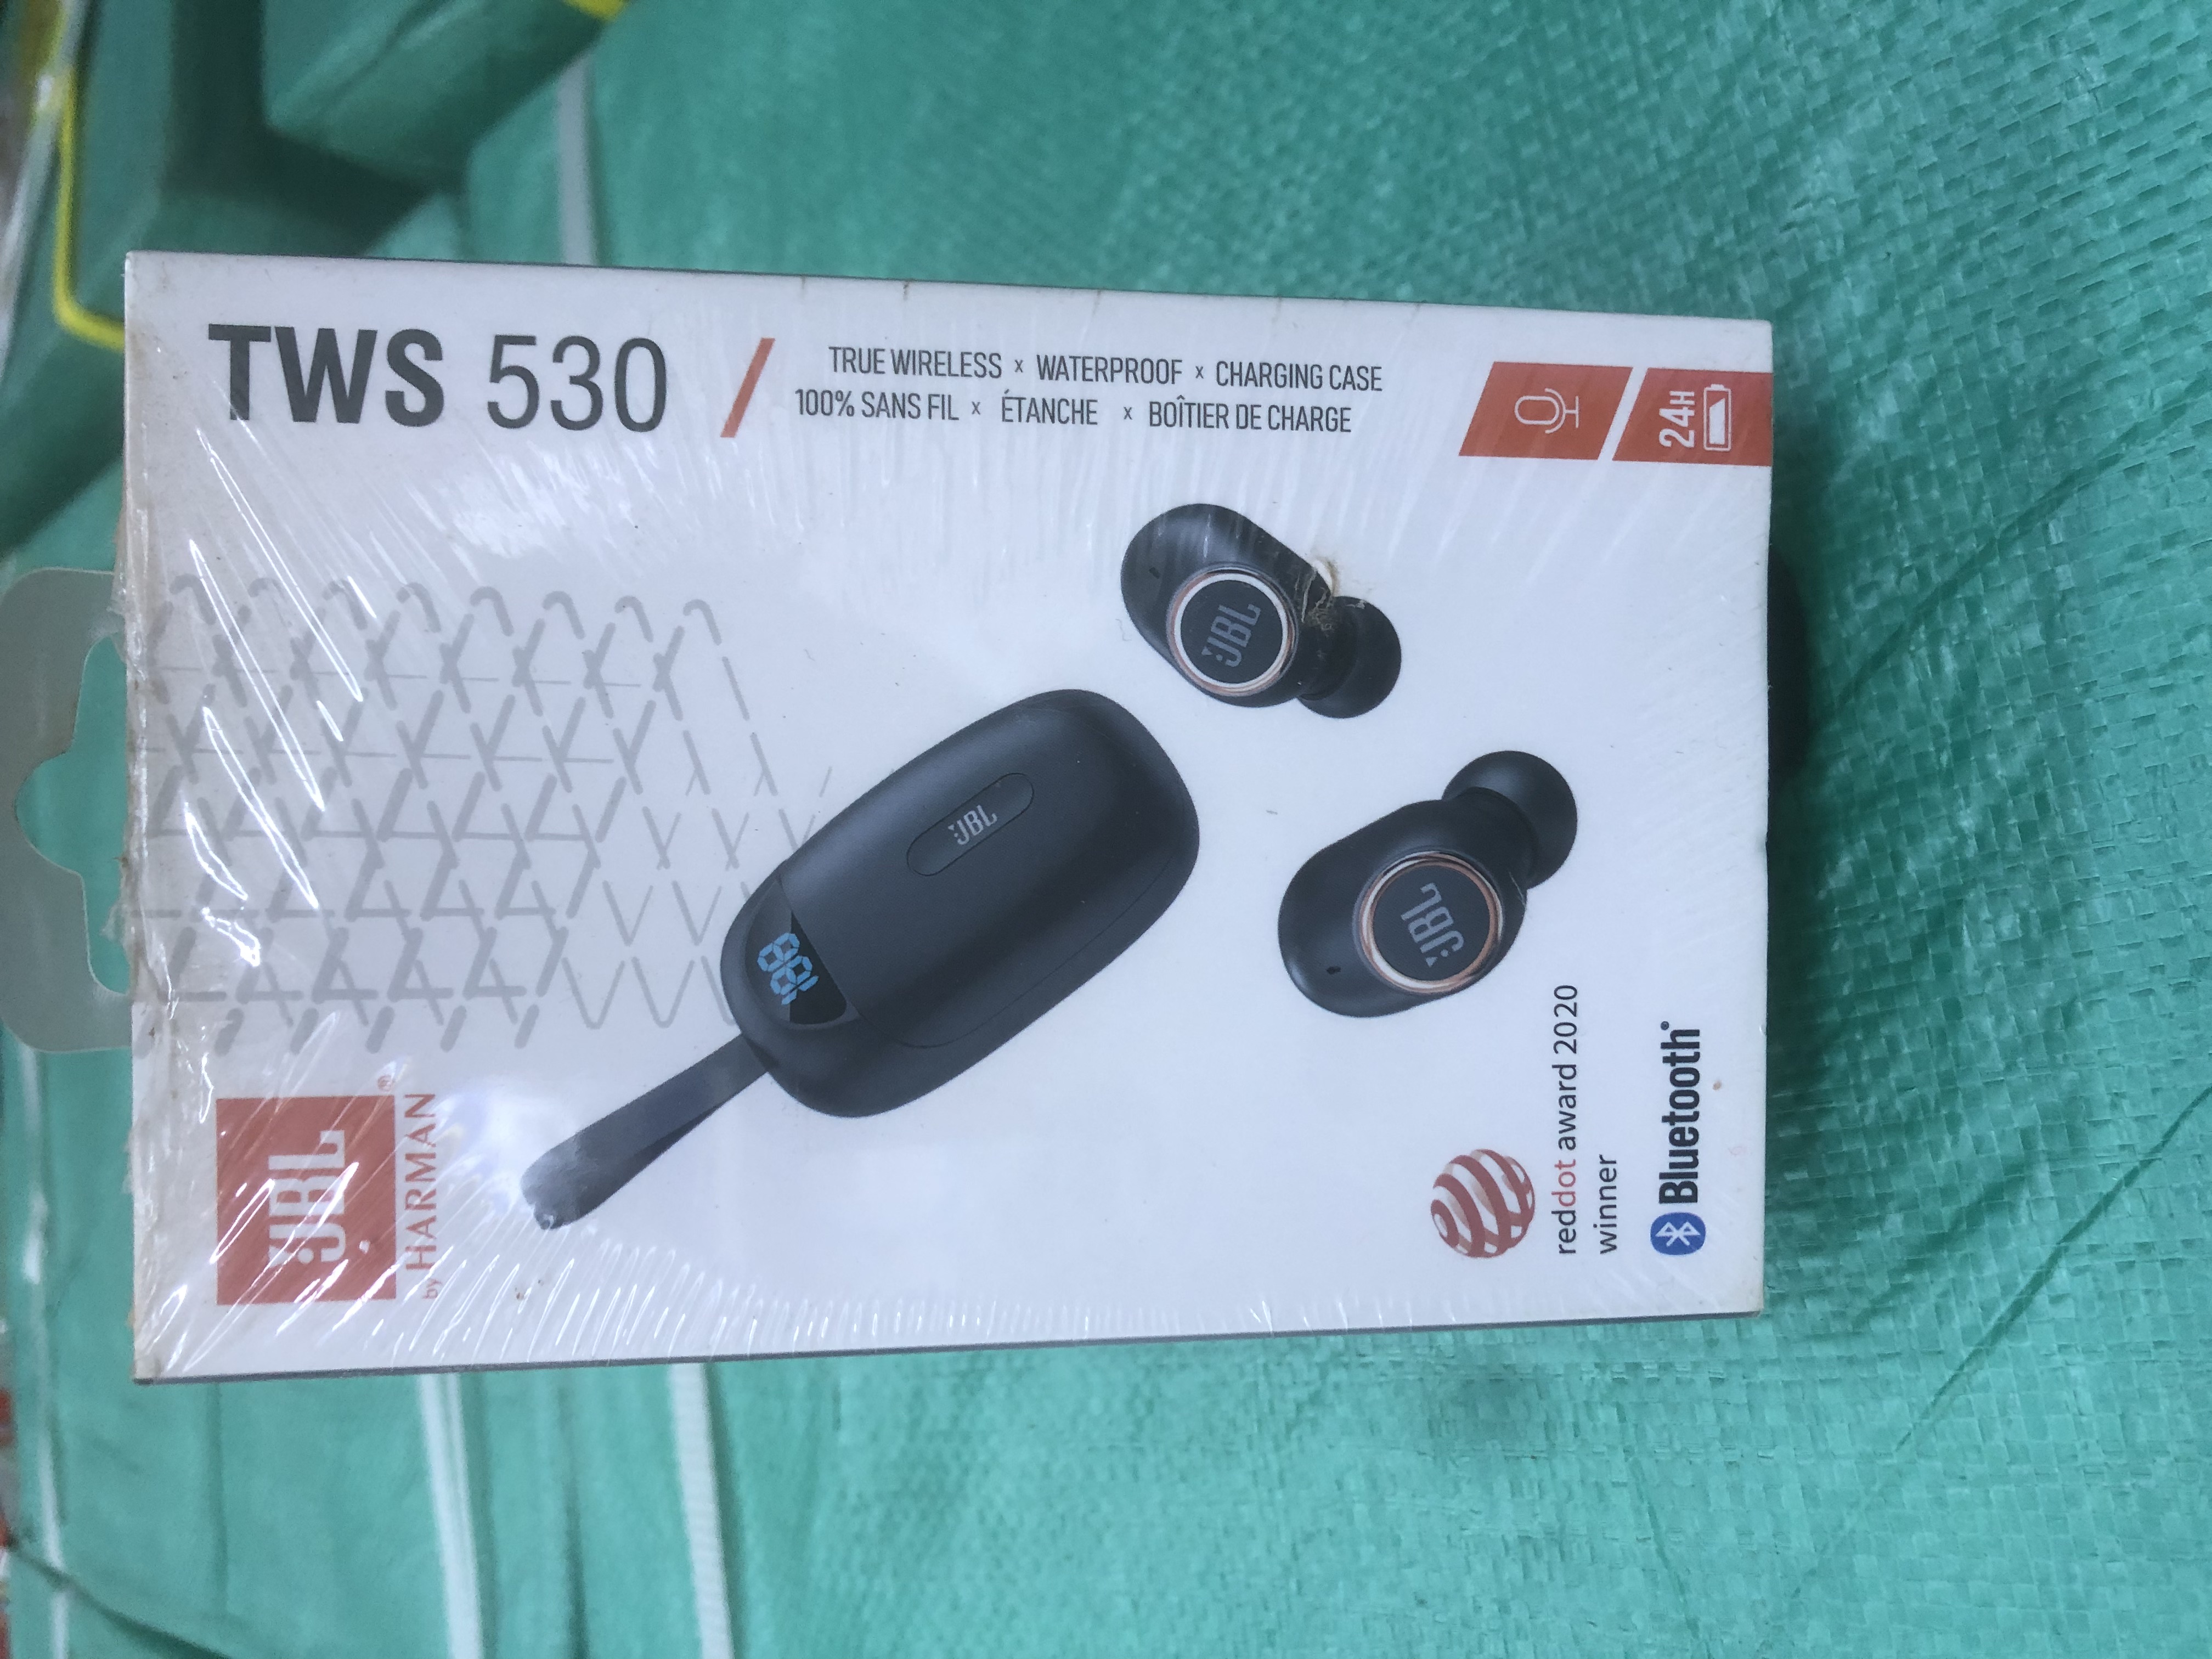 JBL
®
by HARMAN
TWS 530 /
TRUE WIRELESS x WATERPROOF x CHARGING CASE
100% SANS FIL x ÉTANCHE x BOÎTIER DE CHARGE
188
JBL
JBL
JBL
reddot award 2020
winner
Bluetooth®
24H